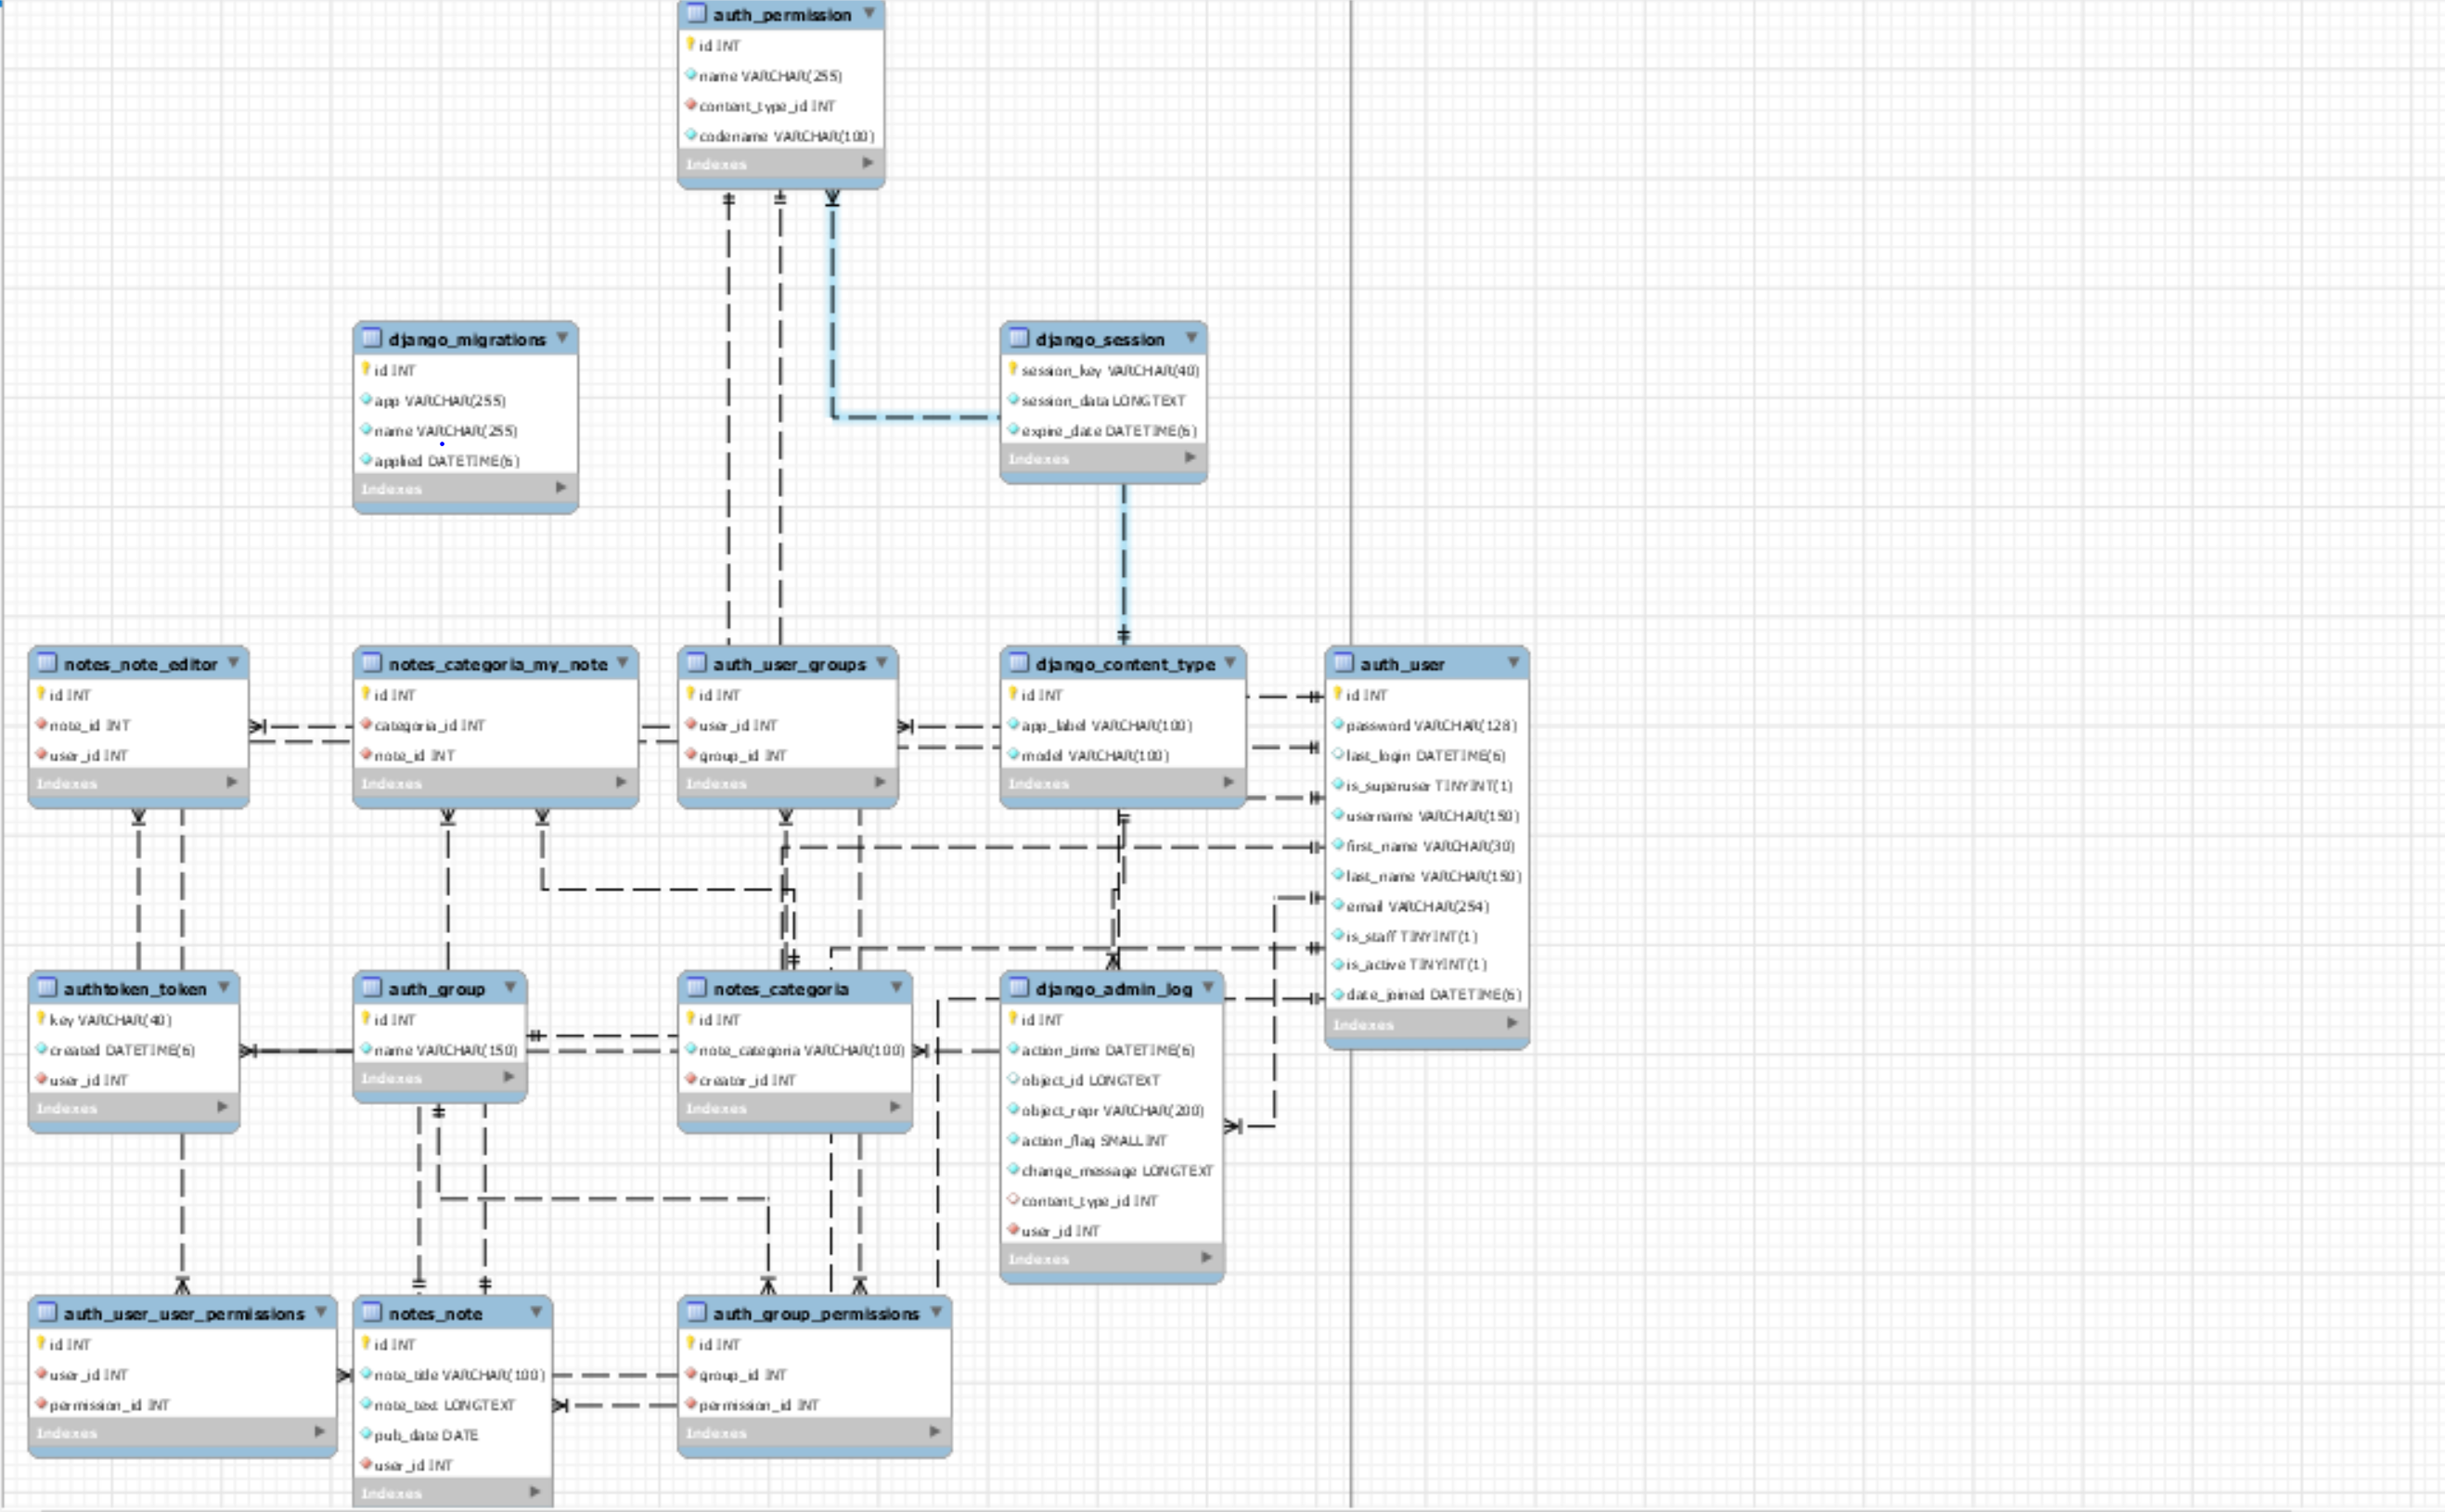 auth_permission
id INT
name VARCHAR(255)
content_type_id INT
codename VARCHAR(100)
Indexes
django_migrations
id INT
app VARCHAR(255)
name VARCHAR(255)
applied DATETIME(6)
Indexes
django_session
session_key VARCHAR(40)
session_data LONGTEXT
expire_date DATETIME(6)
Indexes
notes_note_editor
id INT
note_id INT
user_id INT
Indexes
notes_categoria_my_note
id INT
categoria_id INT
note_id INT
Indexes
auth_user_groups
id INT
user_id INT
group_id INT
Indexes
django_content_type
id INT
app_label VARCHAR(100)
model VARCHAR(100)
Indexes
auth_user
id INT
password VARCHAR(128)
last_login DATETIME(6)
is_superuser TINYINT(1)
username VARCHAR(150)
first_name VARCHAR(30)
last_name VARCHAR(150)
email VARCHAR(254)
is_staff TINYINT(1)
is_active TINYINT(1)
date_joined DATETIME(6)
Indexes
authtoken_token
key VARCHAR(40)
created DATETIME(6)
user_id INT
Indexes
auth_group
id INT
name VARCHAR(150)
Indexes
notes_categoria
id INT
note_categoria VARCHAR(100)
creator_id INT
Indexes
django_admin_log
id INT
action_time DATETIME(6)
object_id LONGTEXT
object_repr VARCHAR(200)
action_flag SMALLINT
change_message LONGTEXT
content_type_id INT
user_id INT
Indexes
auth_user_user_permissions
id INT
user_id INT
permission_id INT
Indexes
notes_note
id INT
note_title VARCHAR(100)
note_text LONGTEXT
pub_date DATE
user_id INT
Indexes
auth_group_permissions
id INT
group_id INT
permission_id INT
Indexes